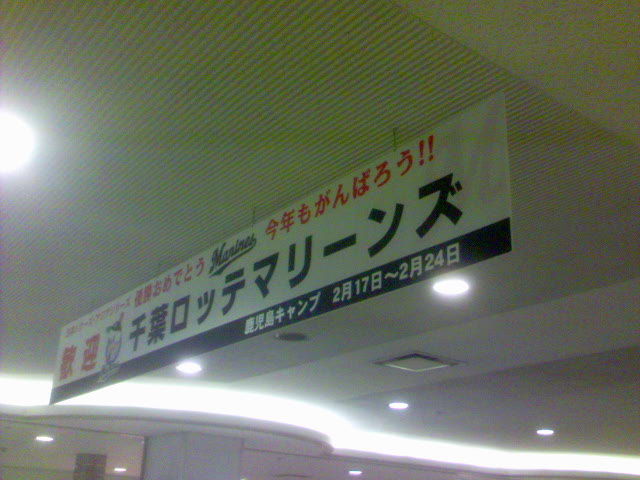 優勝おめでとう Marines 今年もがんばろう!!
歓迎 千葉ロッテマリーンズ
鹿児島キャンプ 2月17日～2月24日